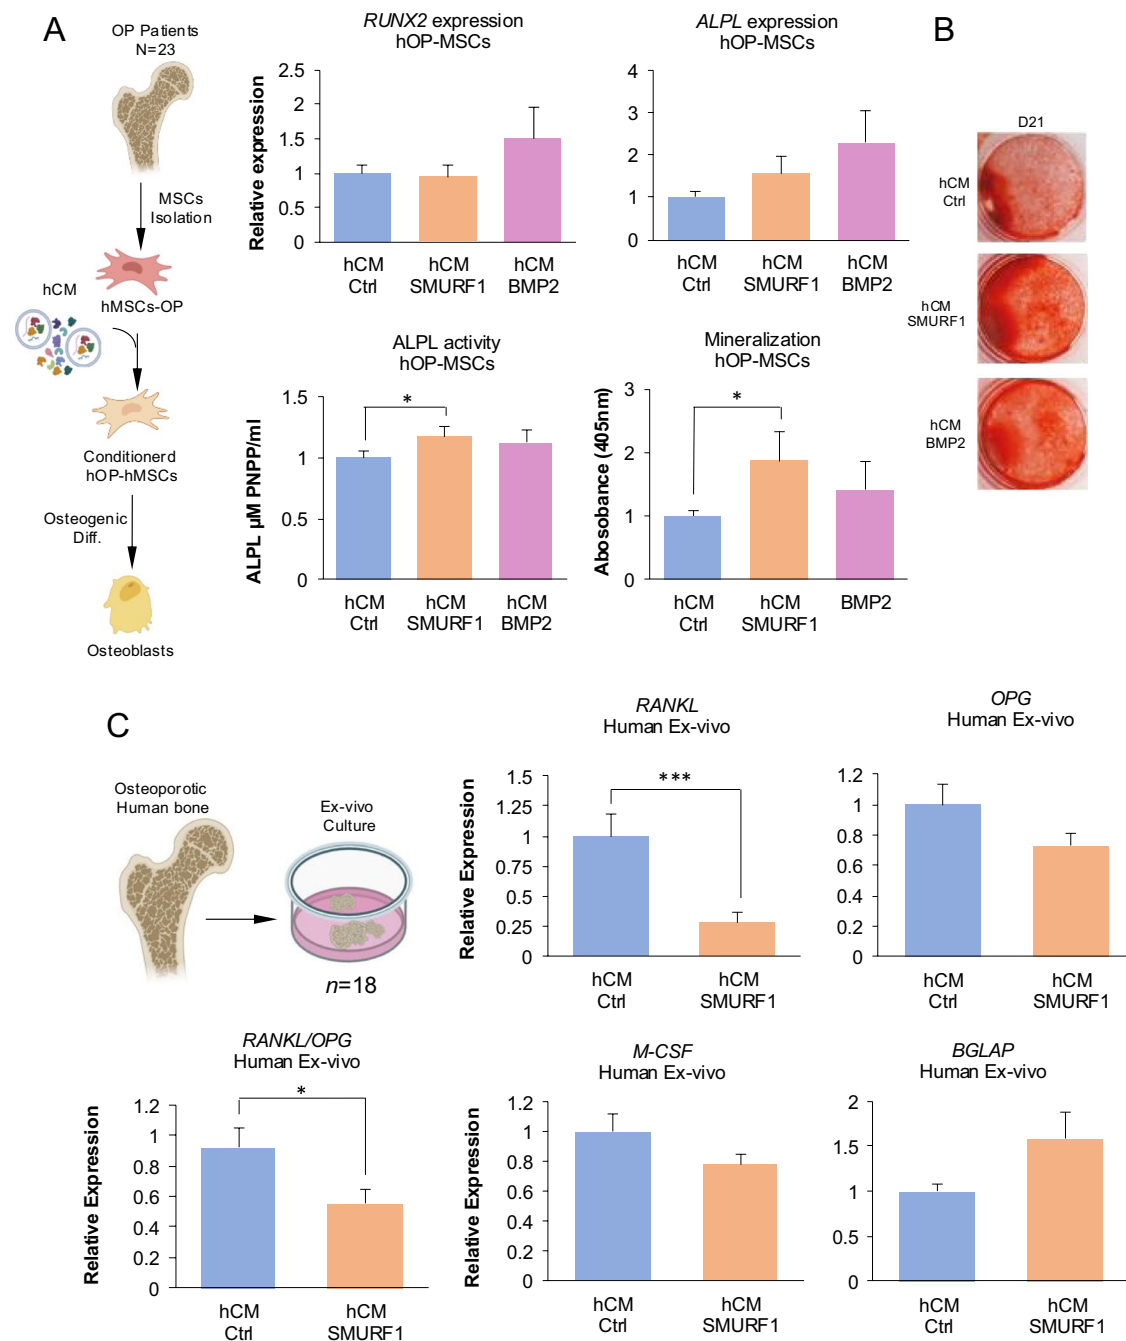 A
OP Patients
N=23
MSCs
Isolation
hCM
hMSCs-OP
Conditionerd
hOP-hMSCs
Osteogenic
Diff.
Osteoblasts
RUNX2 expression
hOP-MSCs
Relative expression
2.5
2
1.5
1
0.5
0
hCM
Ctrl
hCM
SMURF1
hCM
BMP2
ALPL expression
hOP-MSCs
4
3
2
1
0
hCM
Ctrl
hCM
SMURF1
hCM
BMP2
ALPL activity
hOP-MSCs
ALPL µM PNPP/ml
1.5
1
0.5
0
*
hCM
Ctrl
hCM
SMURF1
hCM
BMP2
Mineralization
hOP-MSCs
Abosobance (405nm)
3
2
1
0
*
hCM
Ctrl
hCM
SMURF1
BMP2
B
D21
hCM
Ctrl
hCM
SMURF1
hCM
BMP2
C
Osteoporotic
Human bone
Ex-vivo
Culture
n=18
RANKL
Human Ex-vivo
Relative Expression
1.5
1.25
1
0.75
0.5
0.25
0
***
hCM
Ctrl
hCM
SMURF1
OPG
Human Ex-vivo
1.2
1
0.8
0.6
0.4
0.2
0
hCM
Ctrl
hCM
SMURF1
RANKL/OPG
Human Ex-vivo
Relative Expression
1.2
1
0.8
0.6
0.4
0.2
0
*
hCM
Ctrl
hCM
SMURF1
M-CSF
Human Ex-vivo
Relative Expression
1.2
1
0.8
0.6
0.4
0.2
0
hCM
Ctrl
hCM
SMURF1
BGLAP
Human Ex-vivo
2
1.5
1
0.5
0
hCM
Ctrl
hCM
SMURF1